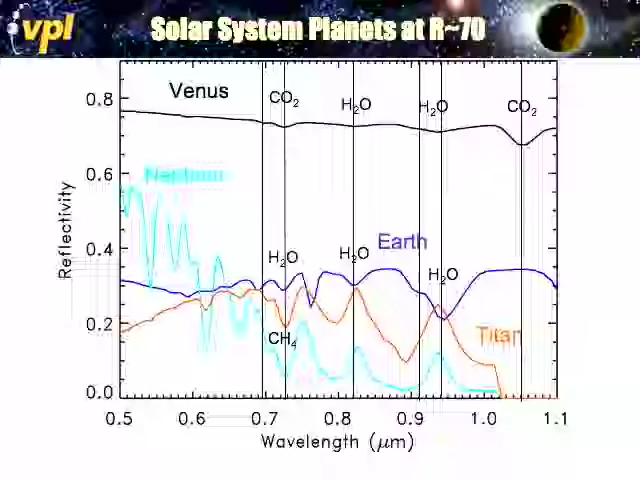 vpl
Solar System Planets at R~70
Venus
CO2
H2O
H2O
CO2
Neptune
Earth
H2O
H2O
H2O
CH4
Titan
Reflectivity
0.8
0.6
0.4
0.2
0.0
0.5 0.6 0.7 0.8 0.9 1.0 1.1
Wavelength (μm)